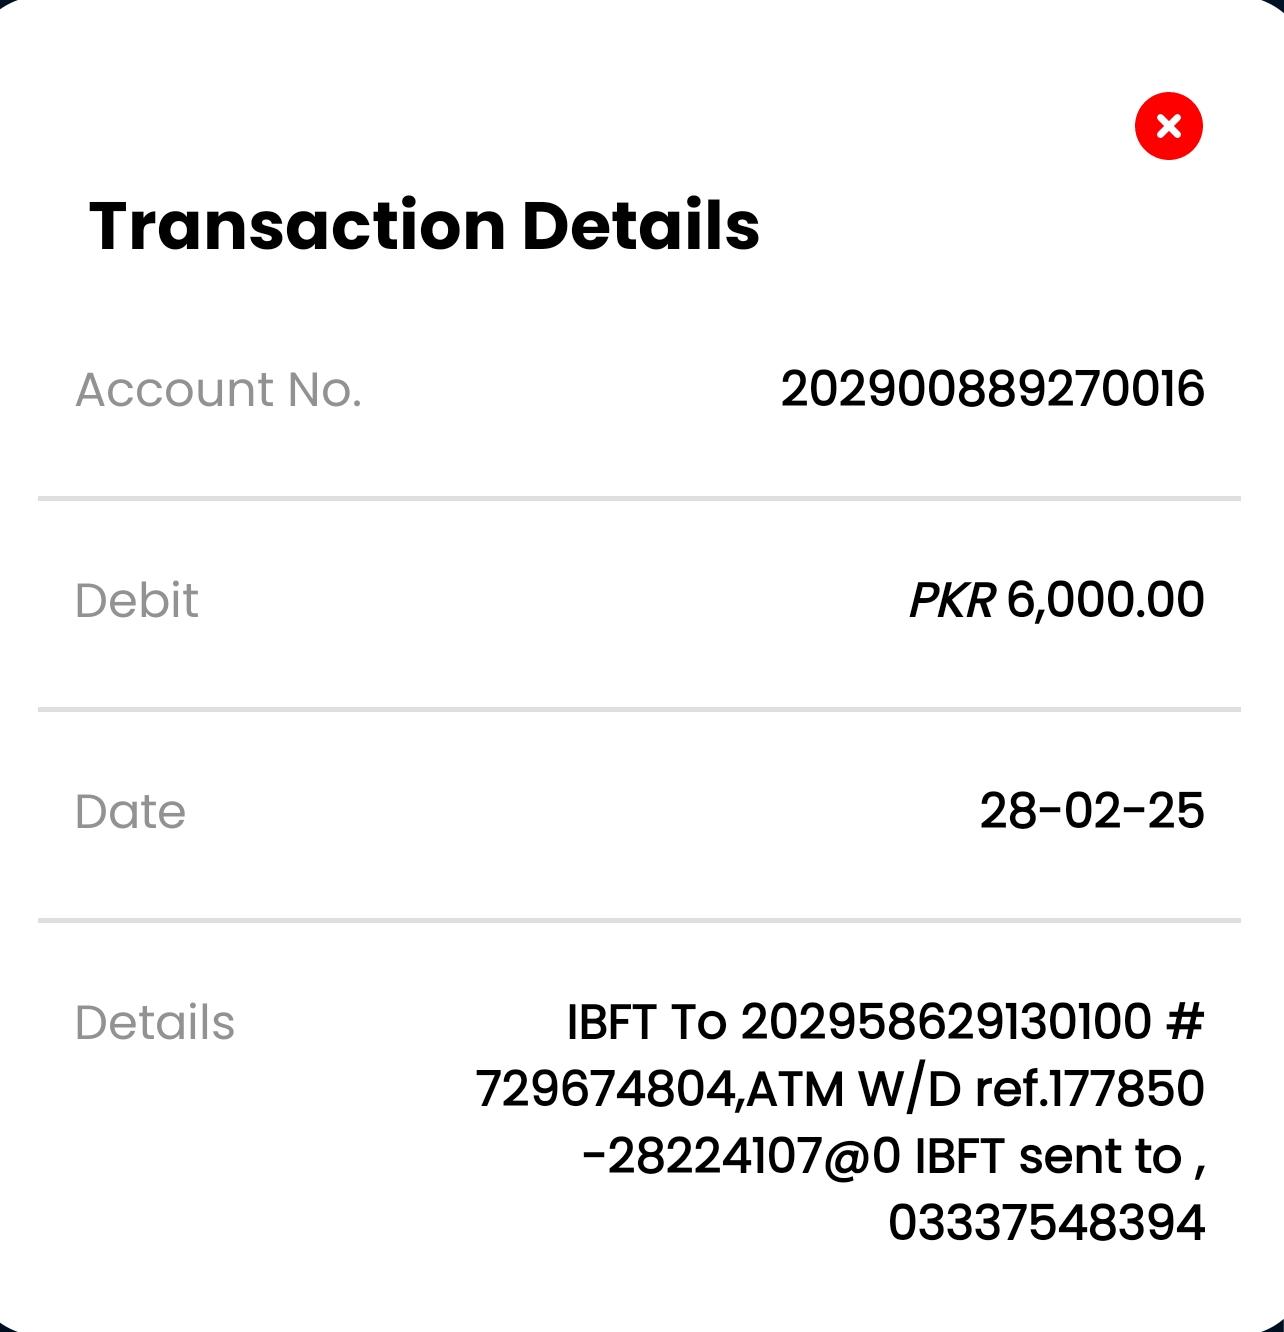 Transaction Details
Account No. 202900889270016
Debit PKR 6,000.00
Date 28-02-25
Details IBFT To 202958629130100 #
729674804,ATM W/D ref.177850
-28224107@0 IBFT sent to ,
03337548394